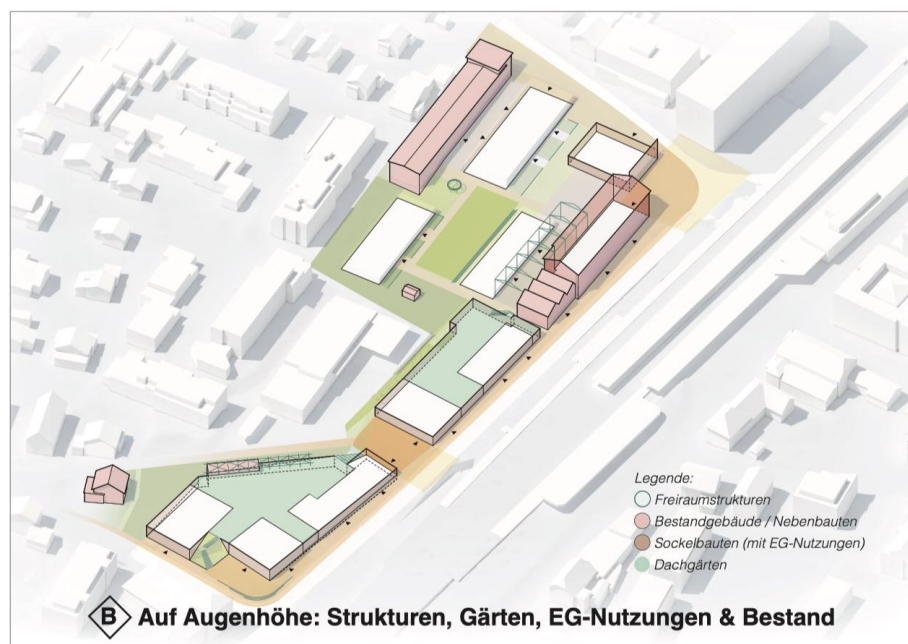 Legende:
Freiraumstrukturen
Bestandgebäude / Nebenbauten
Sockelbauten (mit EG-Nutzungen)
Dachgärten
B Auf Augenhöhe: Strukturen, Gärten, EG-Nutzungen & Bestand